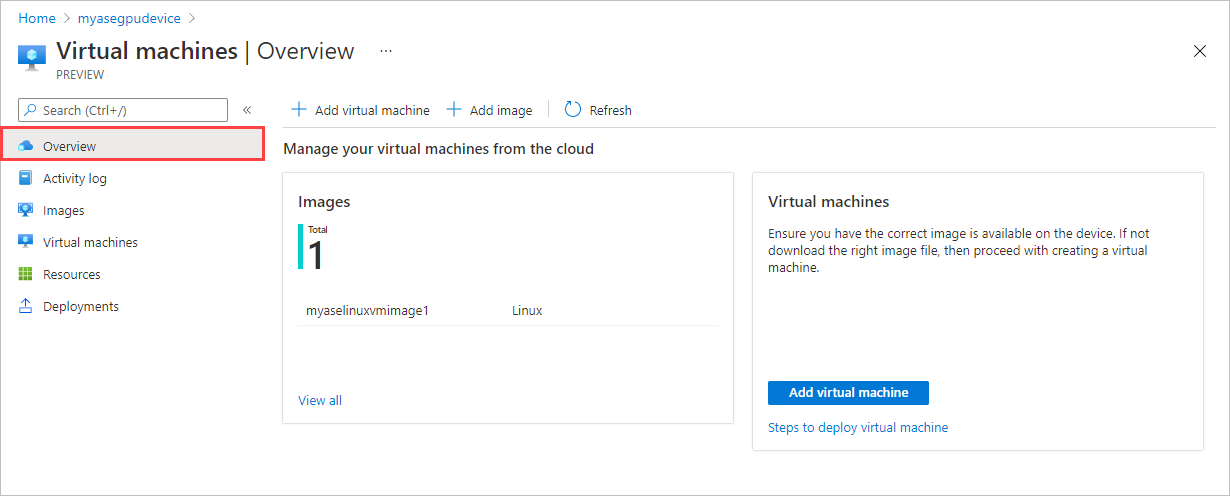 Home > myasegpudevice >
Virtual machines | Overview ...
PREVIEW
Search (Ctrl+/)
«
Overview
Activity log
Images
Virtual machines
Resources
Deployments
+ Add virtual machine + Add image | Refresh
Manage your virtual machines from the cloud
Images
Total
1
myaselinuxvmimage1 Linux
View all
Virtual machines
Ensure you have the correct image is available on the device. If not
download the right image file, then proceed with creating a virtual
machine.
Add virtual machine
Steps to deploy virtual machine